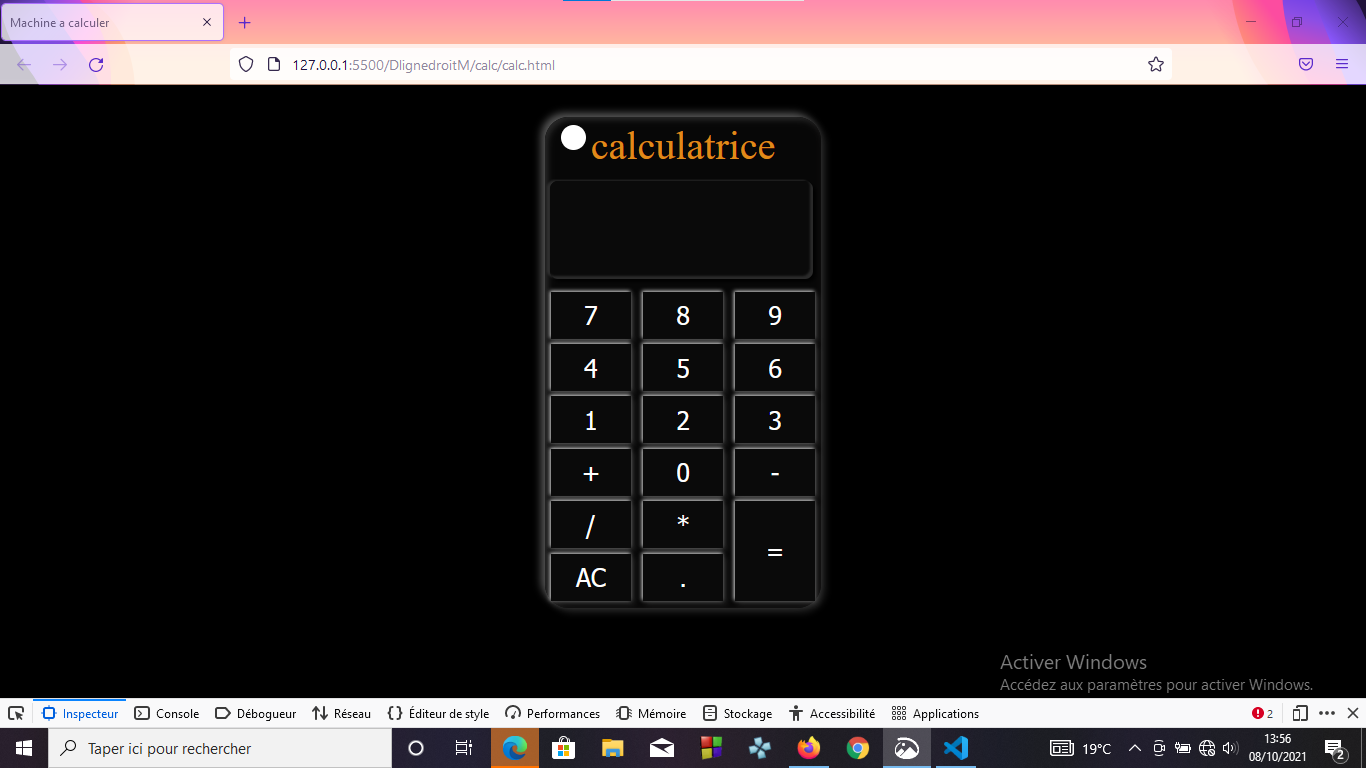 Machine a calculer
127.0.0.1:5500/DlignedroitM/calc/calc.html
calculatrice
7 8 9
4 5 6
1 2 3
+ 0 -
/ *
=
AC .
Activer Windows
Accédez aux paramètres pour activer Windows.
Inspecteur Console Débogueur Réseau Éditeur de style Performances Mémoire Stockage Accessibilité Applications 2
Taper ici pour rechercher
19°C
13:56
08/10/2021
2